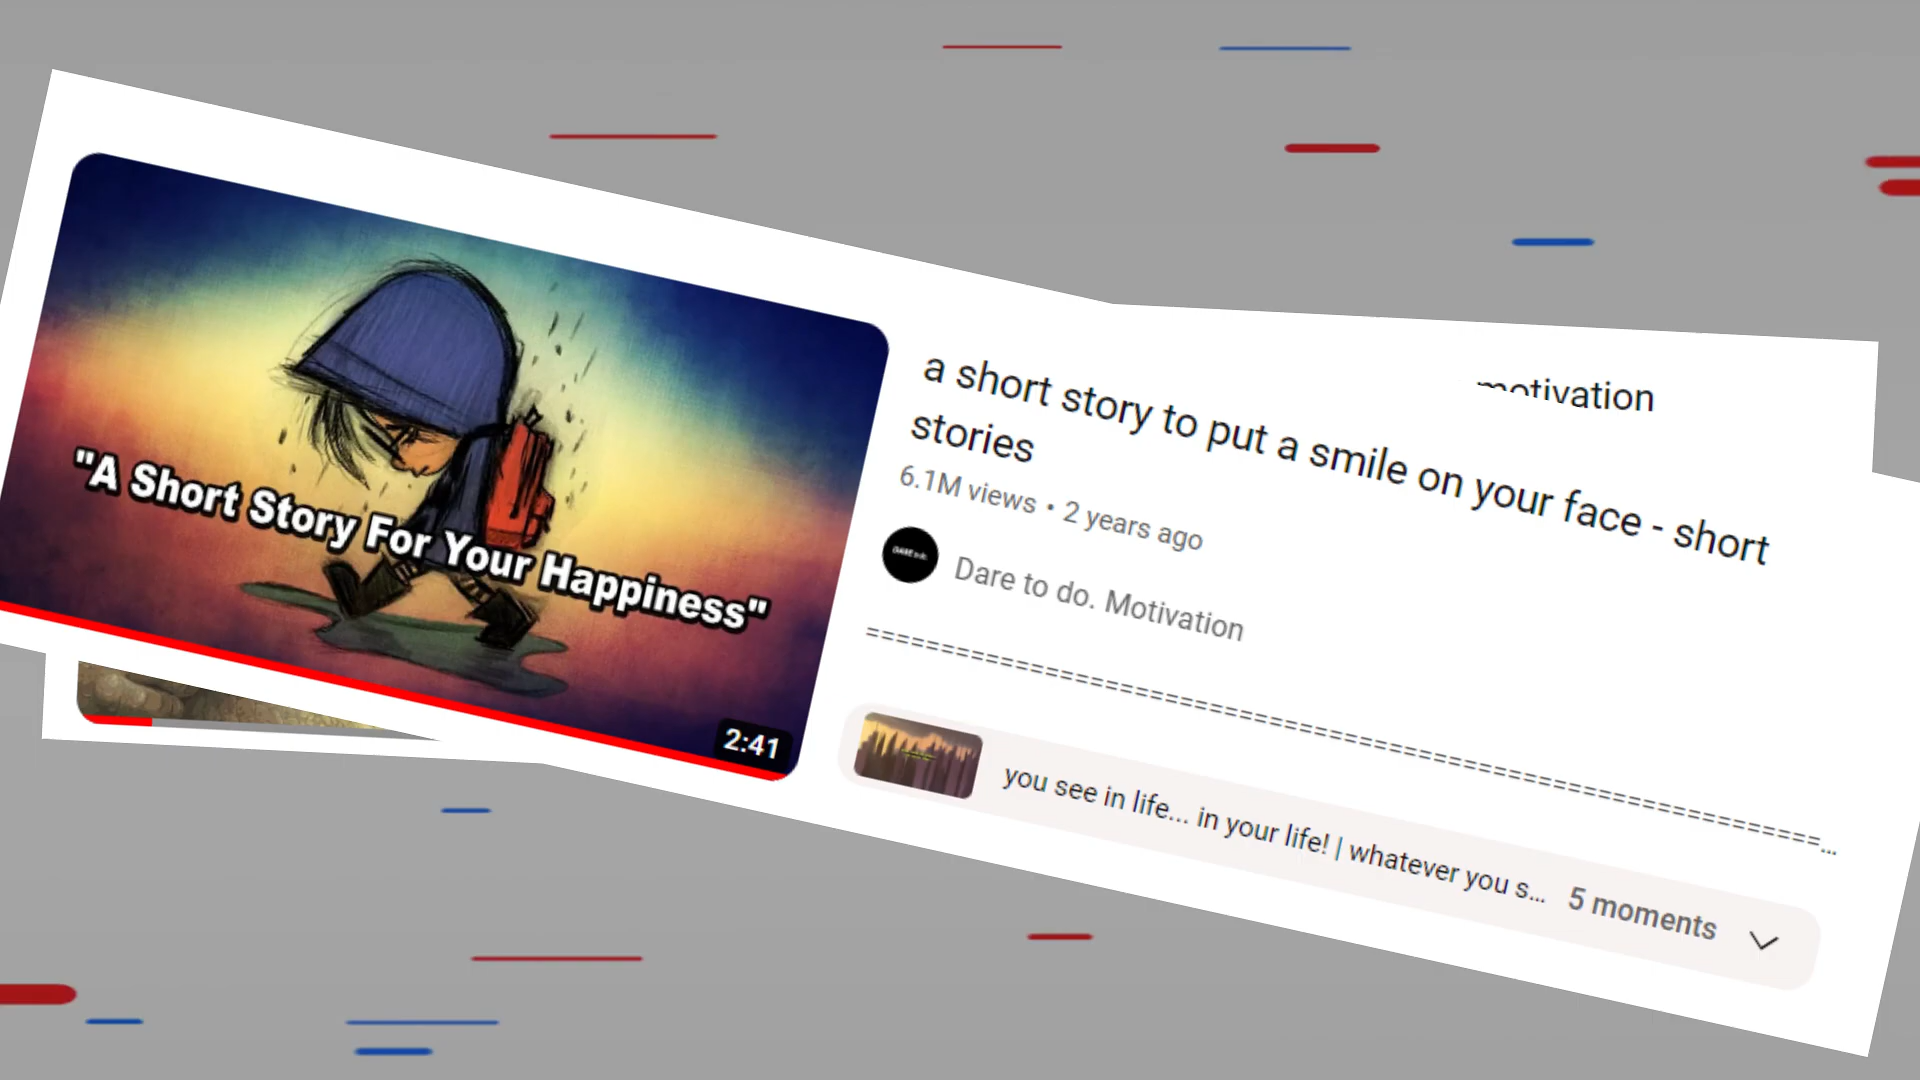 motivation
"A Short Story For Your Happiness"
2:41
a short story to put a smile on your face - short
stories
6.1M views • 2 years ago
Dare to do. Motivation
==================================================================================...
you see in life... in your life! | whatever you s...
5 moments